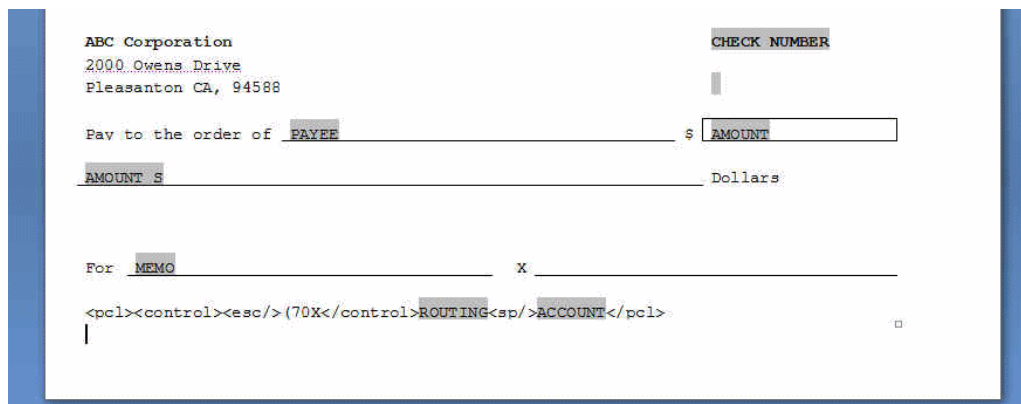 ABC Corporation CHECK NUMBER
2000 Owens Drive
Pleasanton CA, 94588
Pay to the order of PAYEE $ AMOUNT
AMOUNT S Dollars
For MEMO X
<pcl><control><esc/>(70X</control>ROUTING<sp/>ACCOUNT</pcl>